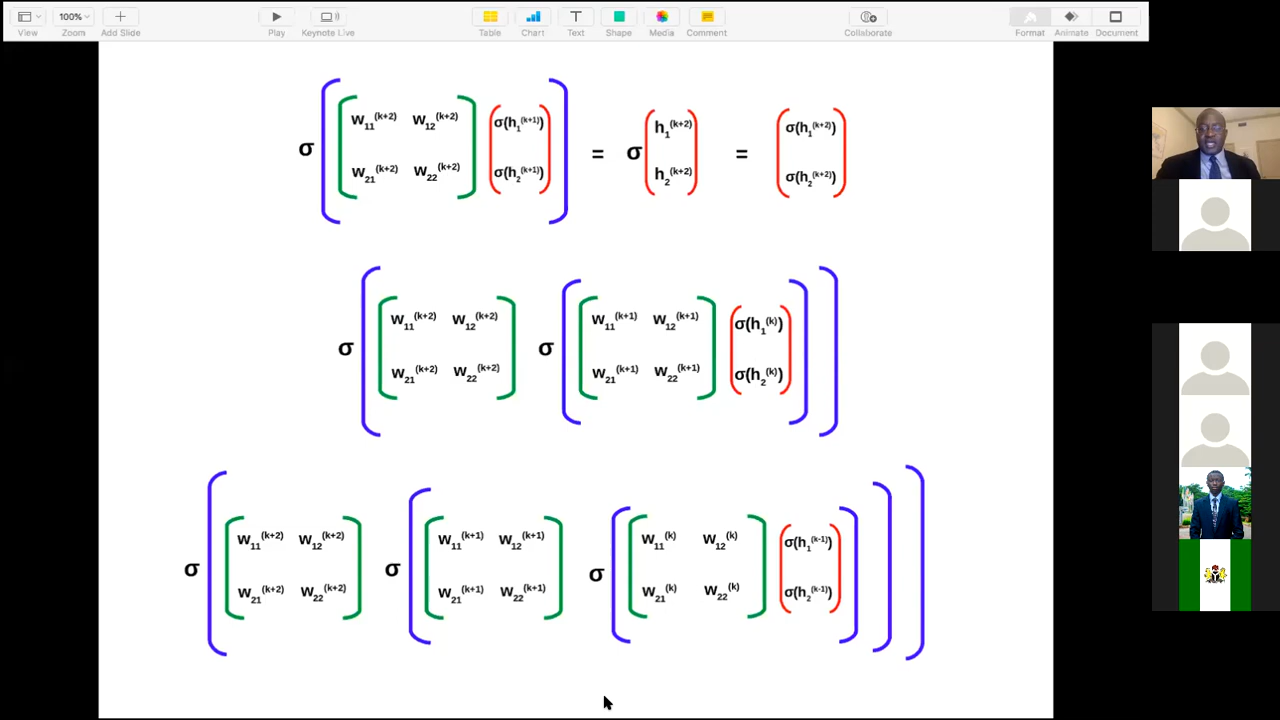 View
100%
Zoom
Add Slide
Play
Keynote Live
Table
Chart
Text
Shape
Media
Comment
Collaborate
Format
Animate
Document
W11(k+2) W12(k+2) σ(h1(k+1)) h1(k+2) σ(h1(k+2))
σ = σ =
W21(k+2) W22(k+2) σ(h2(k+1)) h2(k+2) σ(h2(k+2))
W11(k+2) W12(k+2) W11(k+1) W12(k+1) σ(h1(k))
σ σ
W21(k+2) W22(k+2) W21(k+1) W22(k+1) σ(h2(k))
W11(k+2) W12(k+2) W11(k+1) W12(k+1) W11(k) W12(k) σ(h1(k-1))
σ σ σ
W21(k+2) W22(k+2) W21(k+1) W22(k+1) W21(k) W22(k) σ(h2(k-1))